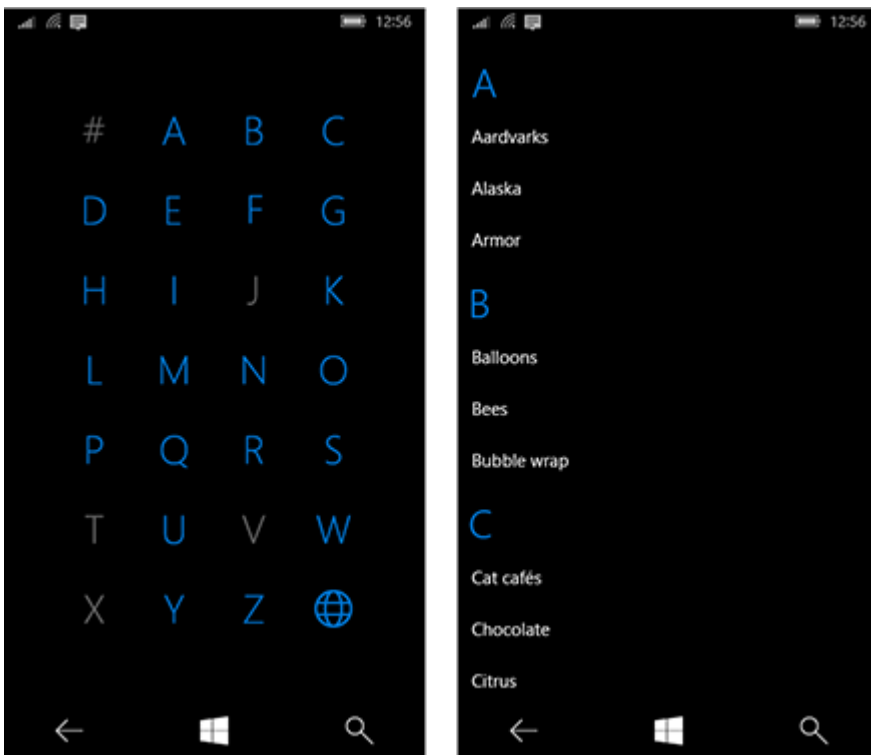 12:56
# A B C
D E F G
H I J K
L M N O
P Q R S
T U V W
X Y Z
12:56
A
Aardvarks
Alaska
Armor
B
Balloons
Bees
Bubble wrap
C
Cat cafés
Chocolate
Citrus